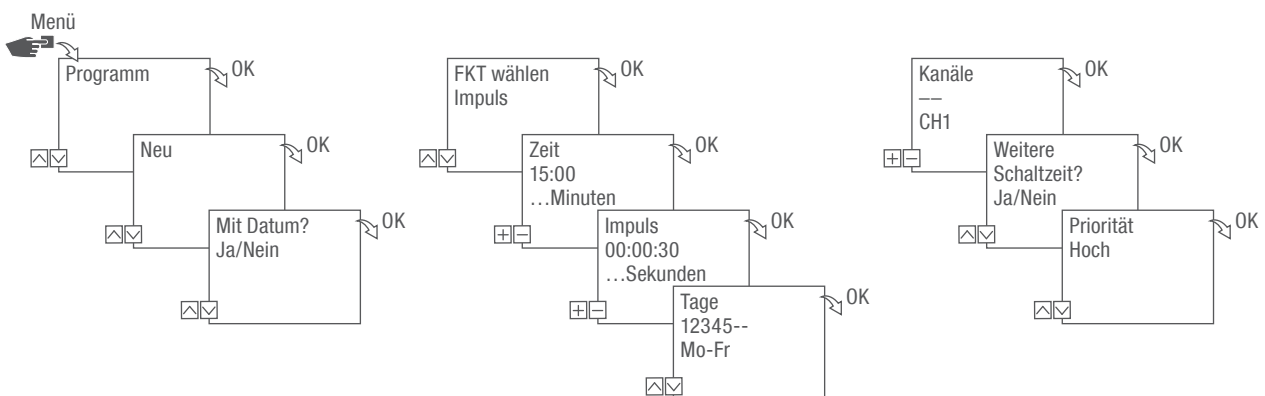 Menü
Programm
OK
Neu
OK
Mit Datum?
Ja/Nein
OK
FKT wählen
Impuls
OK
Zeit
15:00
…Minuten
OK
Impuls
00:00:30
…Sekunden
OK
Tage
12345--
Mo-Fr
OK
Kanäle
––
CH1
OK
Weitere
Schaltzeit?
Ja/Nein
OK
Priorität
Hoch
OK